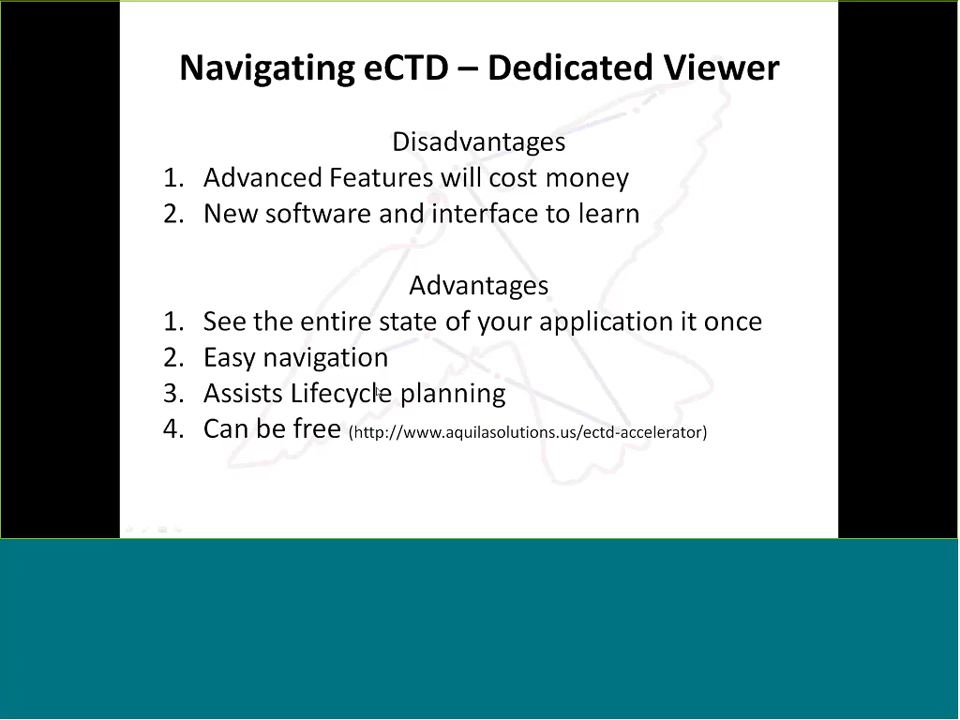 Navigating eCTD – Dedicated Viewer
Disadvantages
1. Advanced Features will cost money
2. New software and interface to learn
Advantages
1. See the entire state of your application it once
2. Easy navigation
3. Assists Lifecycle planning
4. Can be free (http://www.aquilasolutions.us/ectd-accelerator)